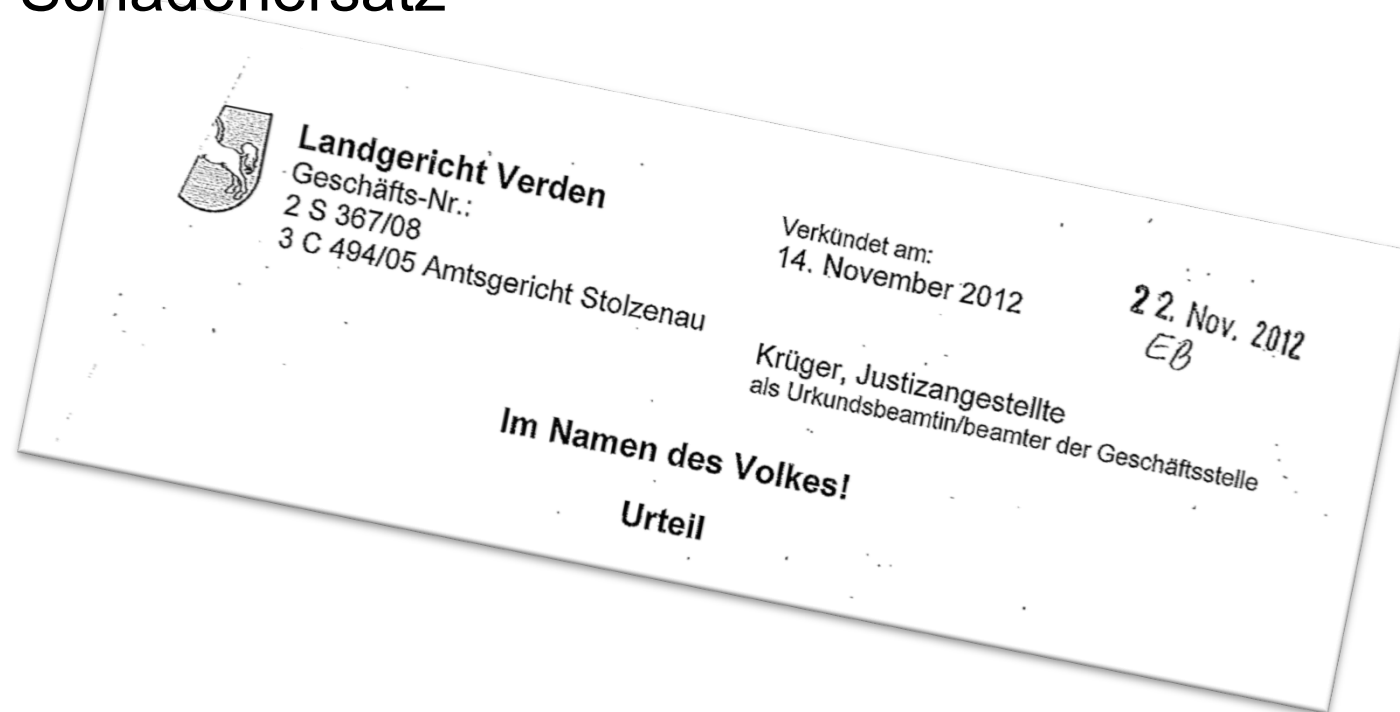 Schadenersatz
Landgericht Verden
Geschäfts-Nr.:
2 S 367/08
3 C 494/05 Amtsgericht Stolzenau
Verkündet am:
14. November 2012
22. Nov. 2012
EB
Krüger, Justizangestellte
als Urkundsbeamtin/beamter der Geschäftsstelle
Im Namen des Volkes!
Urteil